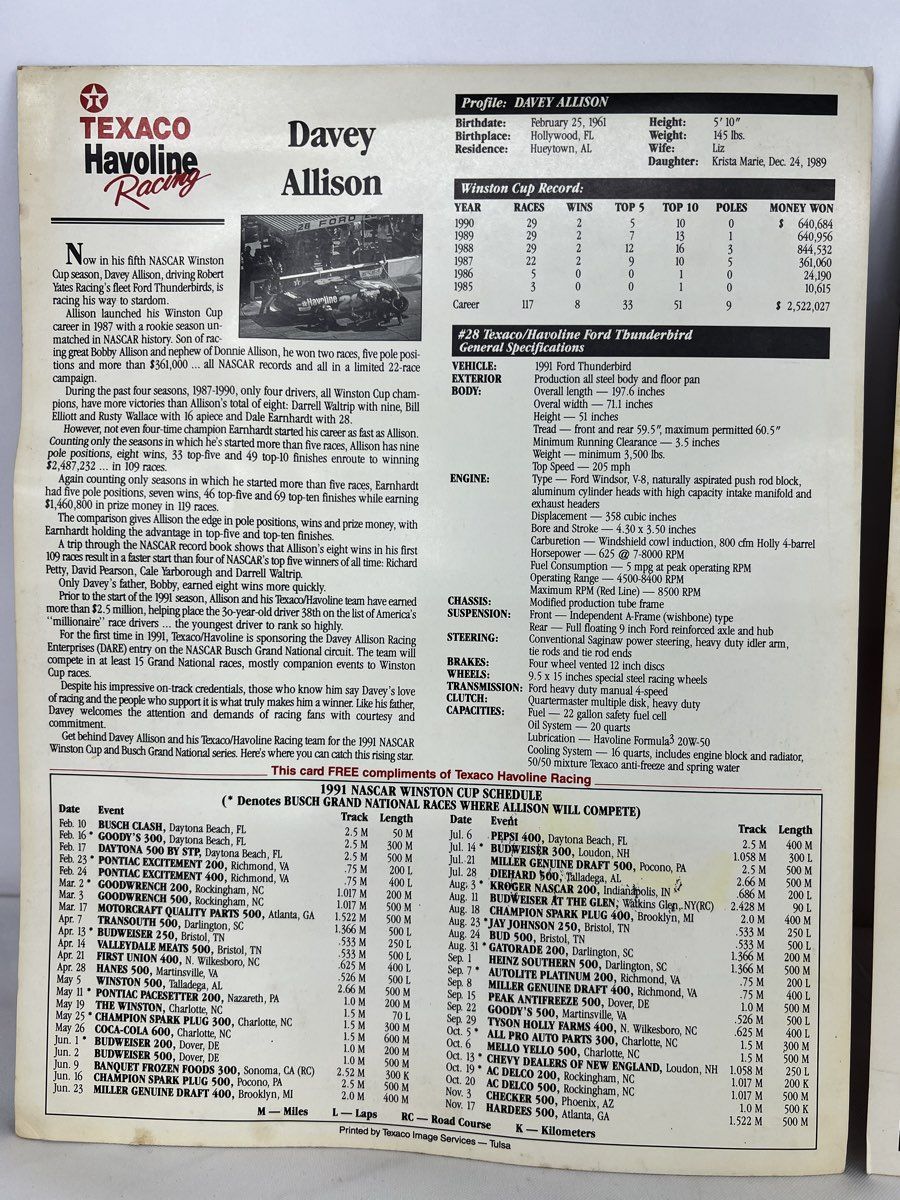 TEXACO
Havoline
Racing
Davey
Allison
28 FORD
Havoline
Now in his fifth NASCAR Winston
Cup season, Davey Allison, driving Robert
Yates Racing's fleet Ford Thunderbirds, is
racing his way to stardom.
Allison launched his Winston Cup
career in 1987 with a rookie season un-
matched in NASCAR history. Son of rac-
ing great Bobby Allison and nephew of Donnie Allison, he won two races, five pole posi-
tions and more than $361,000 ... all NASCAR records and all in a limited 22-race
campaign.
During the past four seasons, 1987-1990, only four drivers, all Winston Cup cham-
pions, have more victories than Allison's total of eight: Darrell Waltrip with nine, Bill
Elliott and Rusty Wallace with 16 apiece and Dale Earnhardt with 28.
However, not even four-time champion Earnhardt started his career as fast as Allison.
Counting only the seasons in which he's started more than five races, Allison has nine
pole positions, eight wins, 33 top-five and 49 top-10 finishes enroute to winning
$2,487,232 ... in 109 races.
Again counting only seasons in which he started more than five races, Earnhardt
had five pole positions, seven wins, 46 top-five and 69 top-ten finishes while earning
$1,460,800 in prize money in 119 races.
The comparison gives Allison the edge in pole positions, wins and prize money, with
Earnhardt holding the advantage in top-five and top-ten finishes.
A trip through the NASCAR record book shows that Allison's eight wins in his first
109 races result in a faster start than four of NASCAR's top five winners of all time: Richard
Petty, David Pearson, Cale Yarborough and Darrell Waltrip.
Only Davey's father, Bobby, earned eight wins more quickly.
Prior to the start of the 1991 season, Allison and his Texaco/Havoline team have earned
more than $2.5 million, helping place the 30-year-old driver 38th on the list of America's
"millionaire" race drivers ... the youngest driver to rank so highly.
For the first time in 1991, Texaco/Havoline is sponsoring the Davey Allison Racing
Enterprises (DARE) entry on the NASCAR Busch Grand National circuit. The team will
compete in at least 15 Grand National races, mostly companion events to Winston
Cup races.
Despite his impressive on-track credentials, those who know him say Davey's love
of racing and the people who support it is what truly makes him a winner. Like his father,
Davey welcomes the attention and demands of racing fans with courtesy and
commitment.
Get behind Davey Allison and his Texaco/Havoline Racing team for the 1991 NASCAR
Winston Cup and Busch Grand National series. Here's where you can catch this rising star.
Profile: DAVEY ALLISON
Birthdate: February 25, 1961 Height: 5' 10"
Birthplace: Hollywood, FL Weight: 145 lbs.
Residence: Hueytown, AL Wife: Liz
Daughter: Krista Marie, Dec. 24, 1989
Winston Cup Record:
YEAR RACES WINS TOP 5 TOP 10 POLES MONEY WON
1990 29 2 5 10 0 $ 640,684
1989 29 2 7 13 1 640,956
1988 29 2 12 16 3 844,532
1987 22 2 9 10 5 361,060
1986 5 0 0 1 0 24,190
1985 3 0 0 1 0 10,615
Career 117 8 33 51 9 $ 2,522,027
#28 Texaco/Havoline Ford Thunderbird
General Specifications
VEHICLE: 1991 Ford Thunderbird
EXTERIOR Production all steel body and floor pan
BODY: Overall length — 197.6 inches
Overal width — 71.1 inches
Height — 51 inches
Tread — front and rear 59.5", maximum permitted 60.5"
Minimum Running Clearance — 3.5 inches
Weight — minimum 3,500 lbs.
Top Speed — 205 mph
ENGINE: Type — Ford Windsor, V-8, naturally aspirated push rod block,
aluminum cylinder heads with high capacity intake manifold and
exhaust headers
Displacement — 358 cubic inches
Bore and Stroke — 4.30 x 3.50 inches
Carburetion — Windshield cowl induction, 800 cfm Holly 4-barrel
Horsepower — 625 @ 7-8000 RPM
Fuel Consumption — 5 mpg at peak operating RPM
Operating Range — 4500-8400 RPM
Maximum RPM (Red Line) — 8500 RPM
CHASSIS: Modified production tube frame
SUSPENSION: Front — Independent A-Frame (wishbone) type
Rear — Full floating 9 inch Ford reinforced axle and hub
STEERING: Conventional Saginaw power steering, heavy duty idler arm,
tie rods and tie rod ends
BRAKES: Four wheel vented 12 inch discs
WHEELS: 9.5 x 15 inches special steel racing wheels
TRANSMISSION: Ford heavy duty manual 4-speed
CLUTCH: Quartermaster multiple disk, heavy duty
CAPACITIES: Fuel — 22 gallon safety fuel cell
Oil System — 20 quarts
Lubrication — Havoline Formula3 20W-50
Cooling System — 16 quarts, includes engine block and radiator,
50/50 mixture Texaco anti-freeze and spring water
This card FREE compliments of Texaco Havoline Racing
1991 NASCAR WINSTON CUP SCHEDULE
(* Denotes BUSCH GRAND NATIONAL RACES WHERE ALLISON WILL COMPETE)
Date Event Track Length
Feb. 10 BUSCH CLASH, Daytona Beach, FL 2.5 M 50 M
Feb. 16 * GOODY'S 300, Daytona Beach, FL 2.5 M 300 M
Feb. 17 DAYTONA 500 BY STP, Daytona Beach, FL 2.5 M 500 M
Feb. 23 * PONTIAC EXCITEMENT 200, Richmond, VA .75 M 200 L
Feb. 24 PONTIAC EXCITEMENT 400, Richmond, VA .75 M 400 L
Mar. 2 * GOODWRENCH 200, Rockingham, NC 1.017 M 200 M
Mar. 3 GOODWRENCH 500, Rockingham, NC 1.017 M 500 M
Mar. 17 MOTORCRAFT QUALITY PARTS 500, Atlanta, GA 1.522 M 500 M
Apr. 7 TRANSOUTH 500, Darlington, SC 1.366 M 500 M
Apr. 13 * BUDWEISER 250, Bristol, TN .533 M 250 L
Apr. 14 VALLEYDALE MEATS 500, Bristol, TN .533 M 500 L
Apr. 21 FIRST UNION 400, N. Wilkesboro, NC .625 M 400 L
Apr. 28 HANES 500, Martinsville, VA .526 M 500 L
May 5 WINSTON 500, Talladega, AL 2.66 M 500 M
May 11 * PONTIAC PACESETTER 200, Nazareth, PA 1.0 M 200 M
May 19 THE WINSTON, Charlotte, NC 1.5 M 70 L
May 25 * CHAMPION SPARK PLUG 300, Charlotte, NC 1.5 M 300 M
May 26 COCA-COLA 600, Charlotte, NC 1.5 M 600 M
Jun. 1 * BUDWEISER 200, Dover, DE 1.0 M 200 M
Jun. 2 BUDWEISER 500, Dover, DE 1.0 M 500 M
Jun. 9 BANQUET FROZEN FOODS 300, Sonoma, CA (RC) 2.52 M 300 K
Jun. 16 CHAMPION SPARK PLUG 500, Pocono, PA 2.5 M 500 M
Jun. 23 MILLER GENUINE DRAFT 400, Brooklyn, MI 2.0 M 400 M
Date Event Track Length
Jul. 6 PEPSI 400, Daytona Beach, FL 2.5 M 400 M
Jul. 14 * BUDWEISER 300, Loudon, NH 1.058 M 300 L
Jul. 21 MILLER GENUINE DRAFT 500, Pocono, PA 2.5 M 500 M
Jul. 28 DIEHARD 500, Talladega, AL 2.66 M 500 M
Aug. 3 * KROGER NASCAR 200, Indianapolis, IN .686 M 200 L
Aug. 11 BUDWEISER AT THE GLEN, Watkins Glen, NY(RC) 2.428 M 90 L
Aug. 18 CHAMPION SPARK PLUG 400, Brooklyn, MI 2.0 M 400 M
Aug. 23 * JAY JOHNSON 250, Bristol, TN .533 M 250 L
Aug. 24 BUD 500, Bristol, TN .533 M 500 L
Aug. 31 * GATORADE 200, Darlington, SC 1.366 M 200 M
Sep. 1 HEINZ SOUTHERN 500, Darlington, SC 1.366 M 500 M
Sep. 7 * AUTOLITE PLATINUM 200, Richmond, VA .75 M 200 L
Sep. 8 MILLER GENUINE DRAFT 400, Richmond, VA .75 M 400 L
Sep. 15 PEAK ANTIFREEZE 500, Dover, DE 1.0 M 500 M
Sep. 22 GOODY'S 500, Martinsville, VA .526 M 500 L
Sep. 29 TYSON HOLLY FARMS 400, N. Wilkesboro, NC .625 M 400 L
Oct. 5 * ALL PRO AUTO PARTS 300, Charlotte, NC 1.5 M 300 M
Oct. 6 MELLO YELLO 500, Charlotte, NC 1.5 M 500 M
Oct. 13 * CHEVY DEALERS OF NEW ENGLAND, Loudon, NH 1.058 M 250 L
Oct. 19 * AC DELCO 200, Rockingham, NC 1.017 M 200 K
Oct. 20 AC DELCO 500, Rockingham, NC 1.017 M 500 M
Nov. 3 CHECKER 500, Phoenix, AZ 1.0 M 500 K
Nov. 17 HARDEES 500, Atlanta, GA 1.522 M 500 M
M — Miles L — Laps RC — Road Course K — Kilometers
Printed by Texaco Image Services — Tulsa